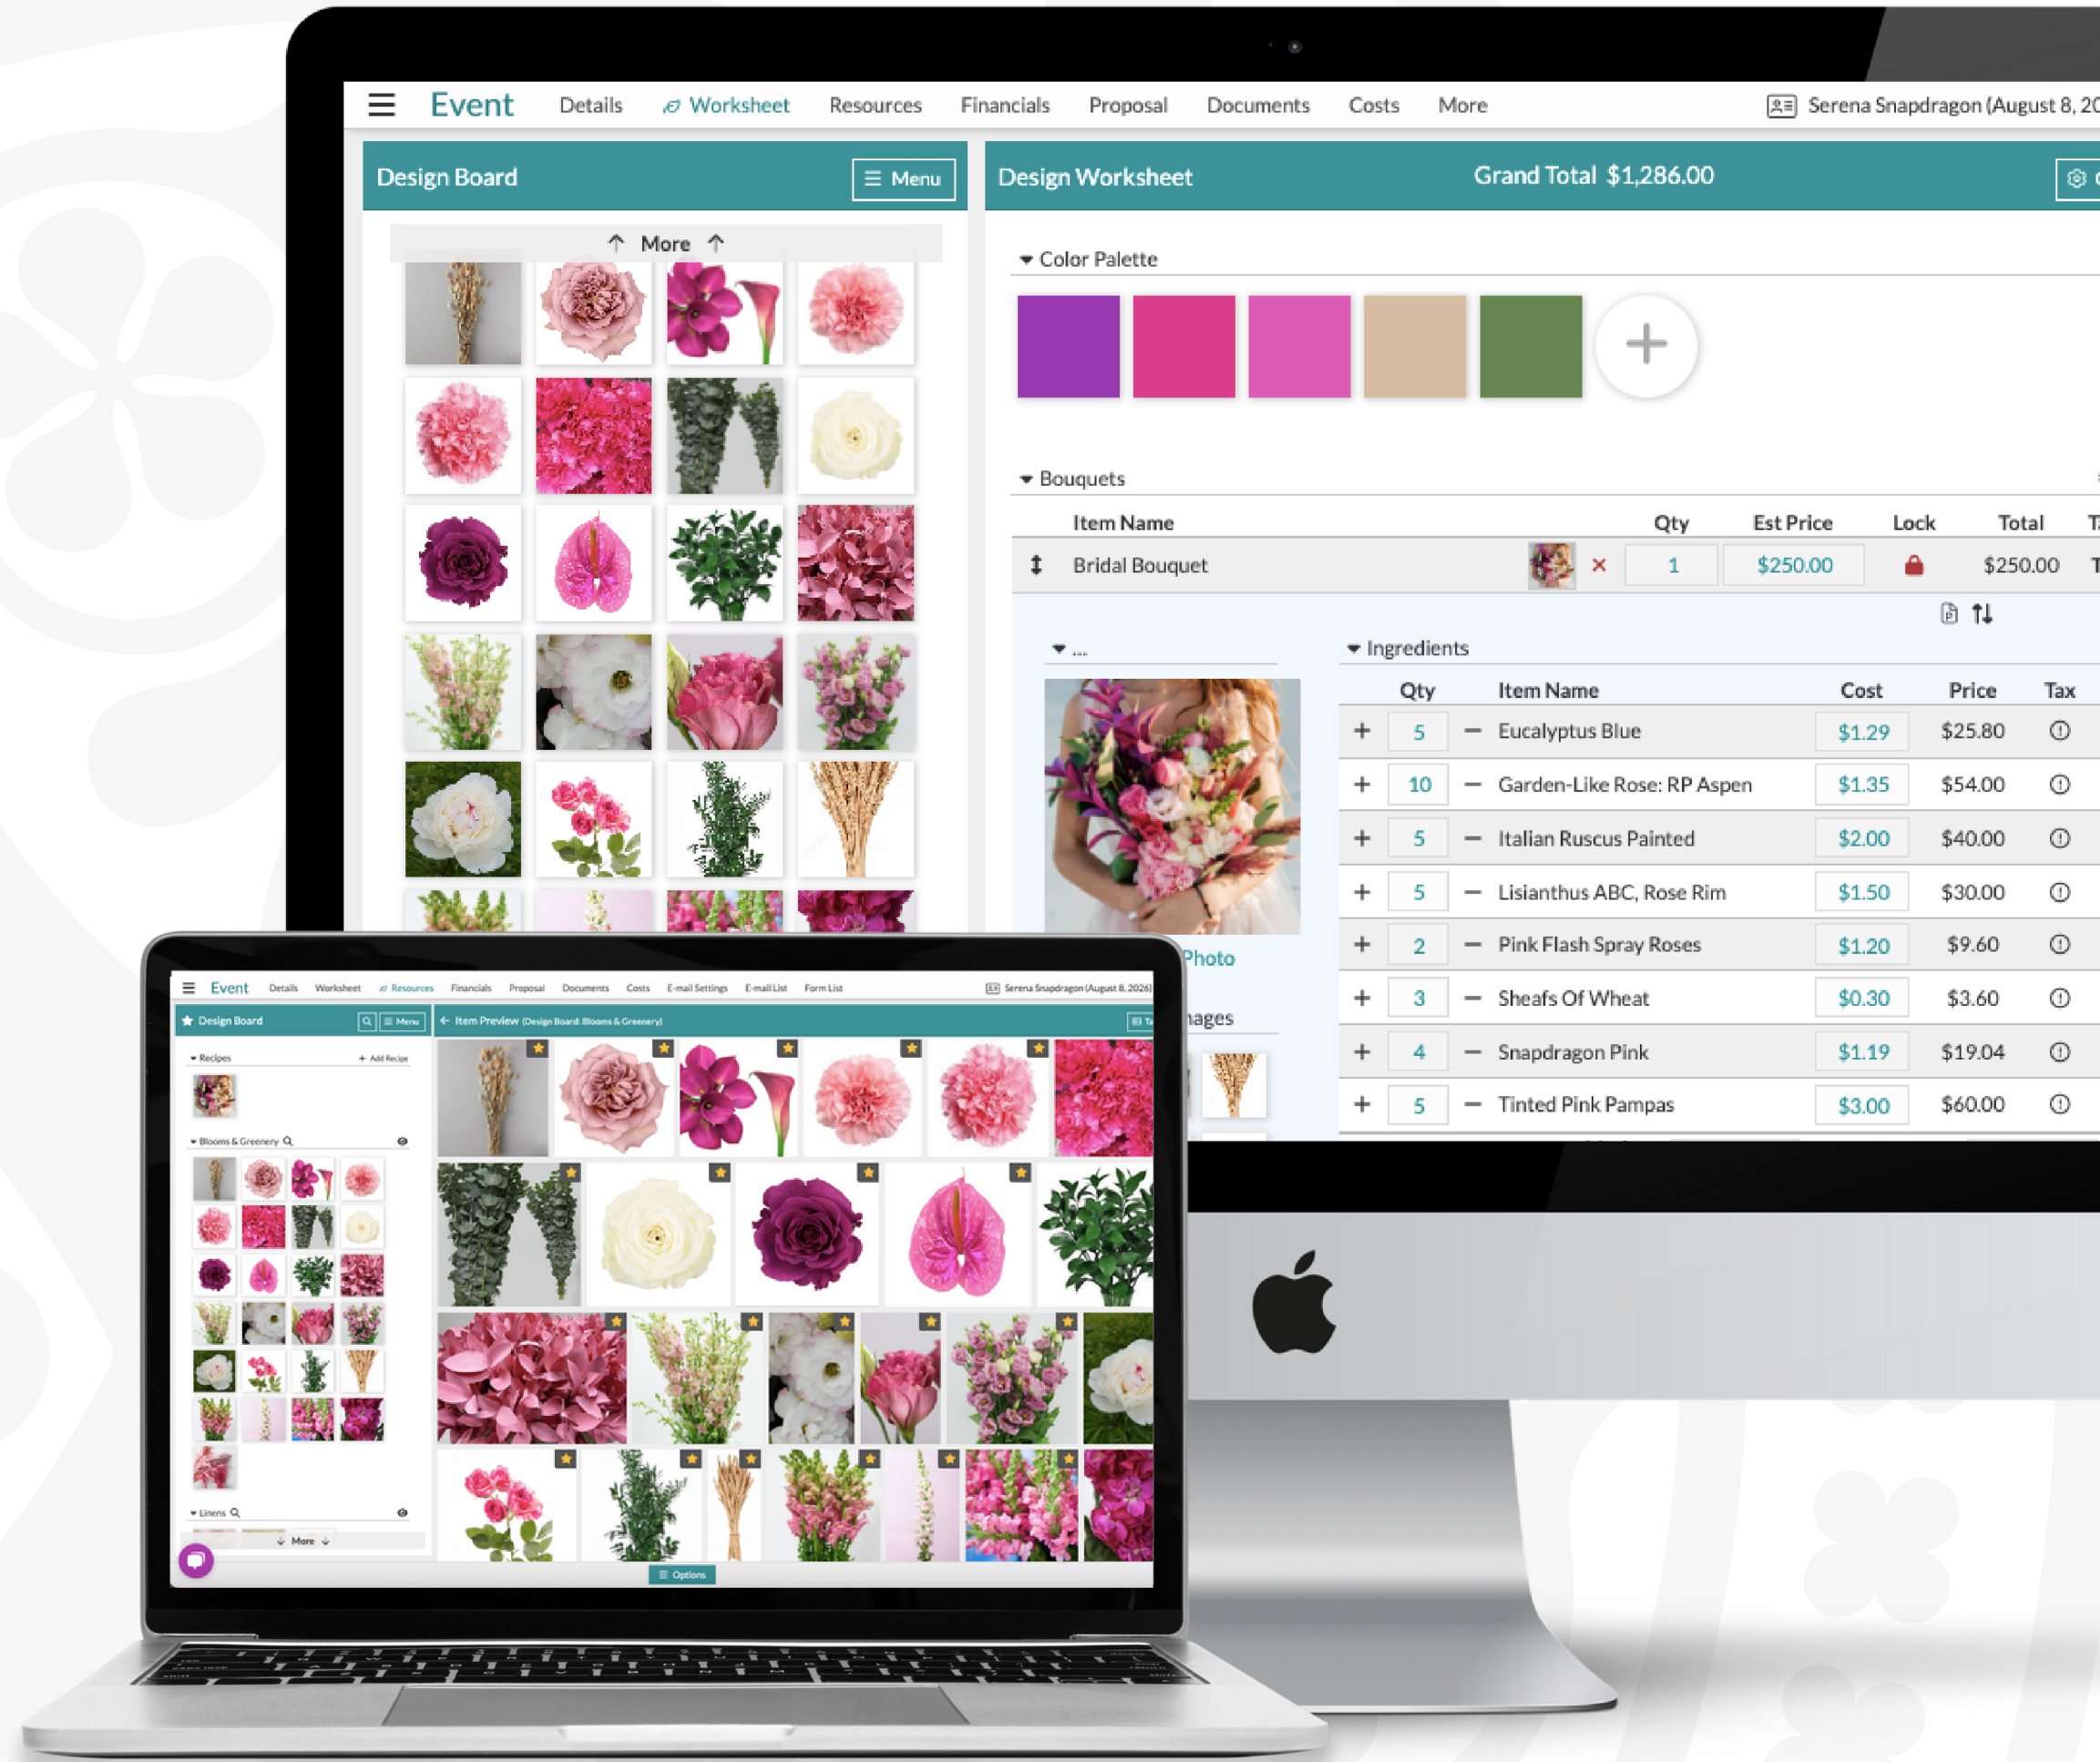 Event Details Worksheet Resources Financials Proposal Documents Costs More Serena Snapdragon (August 8, 20
Design Board Menu
More
Design Worksheet Grand Total $1,286.00
Color Palette
Bouquets
Item Name Qty Est Price Lock Total
Bridal Bouquet 1 $250.00 $250.00
...
Ingredients
Qty Item Name Cost Price Tax
5 Eucalyptus Blue $1.29 $25.80
10 Garden-Like Rose: RP Aspen $1.35 $54.00
5 Italian Ruscus Painted $2.00 $40.00
5 Lisianthus ABC, Rose Rim $1.50 $30.00
2 Pink Flash Spray Roses $1.20 $9.60
3 Sheafs Of Wheat $0.30 $3.60
4 Snapdragon Pink $1.19 $19.04
5 Tinted Pink Pampas $3.00 $60.00
Photo
Event Details Worksheet Resources Financials Proposal Documents Costs E-mail Settings E-mail List Form List Serena Snapdragon (August 8, 2026)
Design Board Menu
Item Preview (Design Board: Blooms & Greenery)
Recipes + Add Recipe
Blooms & Greenery
Linens
More
Options